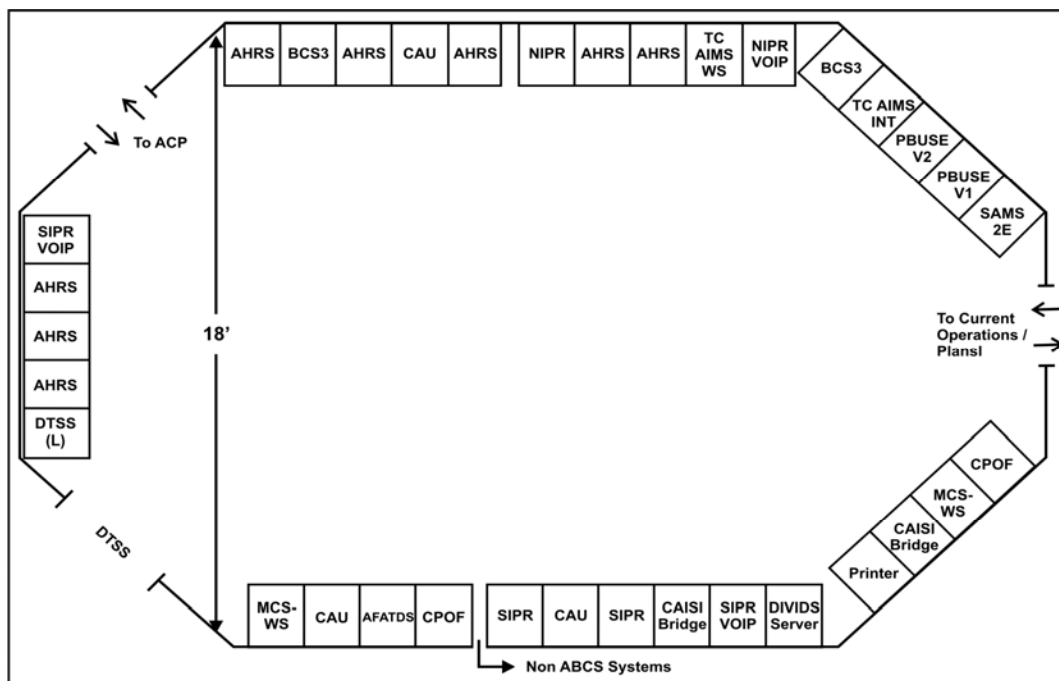 AHRS
BCS3
AHRS
CAU
AHRS
NIPR
AHRS
AHRS
TC
AIMS
WS
NIPR
VOIP
BCS3
TC AIMS
INT
PBUSE
V2
PBUSE
V1
SAMS
2E
To ACP
SIPR
VOIP
AHRS
AHRS
AHRS
DTSS
(L)
18’
To Current
Operations /
PlansI
DTSS
CPOF
MCS-
WS
CAISI
Bridge
Printer
MCS-
WS
CAU
AFATDS
CPOF
SIPR
CAU
SIPR
CAISI
Bridge
SIPR
VOIP
DIVIDS
Server
Non ABCS Systems